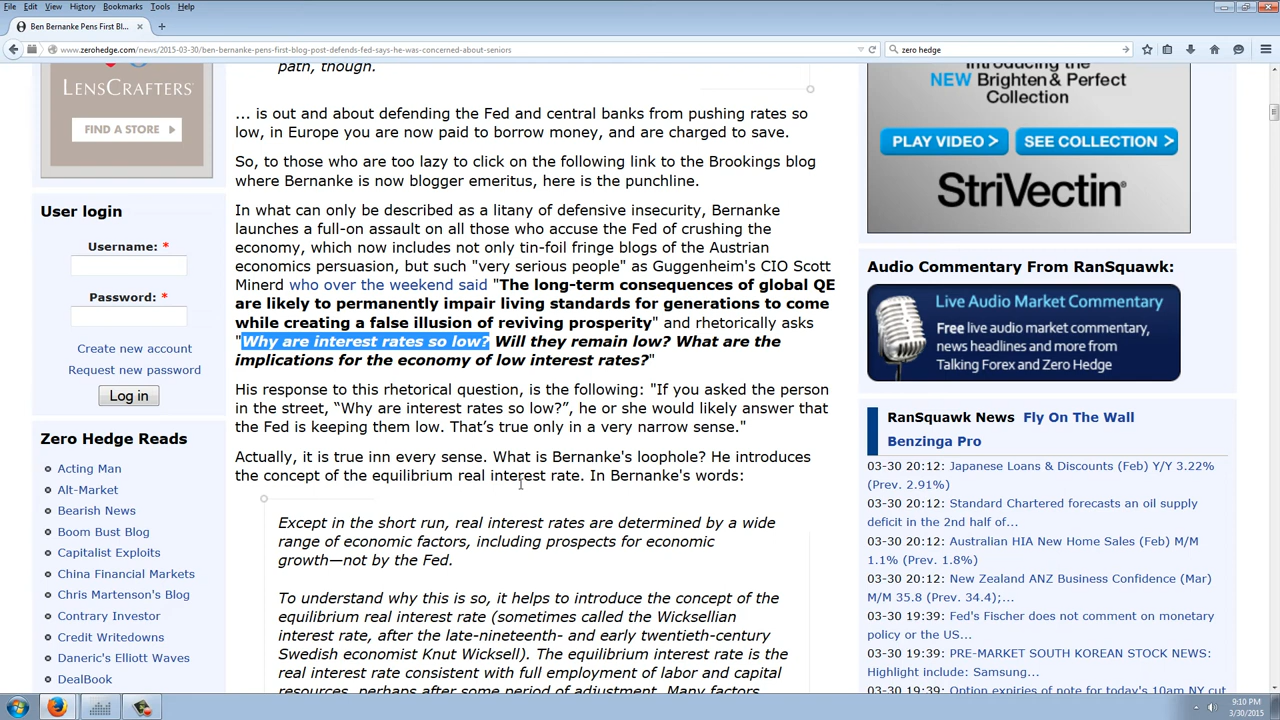 File Edit View History Bookmarks Tools Help
Ben Bernanke Pens First Bl...
www.zerohedge.com/news/2015-03-30/ben-bernanke-pens-first-blog-post-defends-fed-says-he-was-concerned-about-seniors
zero hedge
LENSCRAFTERS
FIND A STORE
User login
Username: *
Password: *
Create new account
Request new password
Log in
Zero Hedge Reads
Acting Man
Alt-Market
Bearish News
Boom Bust Blog
Capitalist Exploits
China Financial Markets
Chris Martenson's Blog
Contrary Investor
Credit Writedowns
Daneric's Elliott Waves
DealBook
path, though.
... is out and about defending the Fed and central banks from pushing rates so
low, in Europe you are now paid to borrow money, and are charged to save.
So, to those who are too lazy to click on the following link to the Brookings blog
where Bernanke is now blogger emeritus, here is the punchline.
In what can only be described as a litany of defensive insecurity, Bernanke
launches a full-on assault on all those who accuse the Fed of crushing the
economy, which now includes not only tin-foil fringe blogs of the Austrian
economics persuasion, but such "very serious people" as Guggenheim's CIO Scott
Minerd who over the weekend said "The long-term consequences of global QE
are likely to permanently impair living standards for generations to come
while creating a false illusion of reviving prosperity" and rhetorically asks
"Why are interest rates so low? Will they remain low? What are the
implications for the economy of low interest rates?"
His response to this rhetorical question, is the following: "If you asked the person
in the street, “Why are interest rates so low?”, he or she would likely answer that
the Fed is keeping them low. That’s true only in a very narrow sense."
Actually, it is true inn every sense. What is Bernanke's loophole? He introduces
the concept of the equilibrium real interest rate. In Bernanke's words:
Except in the short run, real interest rates are determined by a wide
range of economic factors, including prospects for economic
growth—not by the Fed.
To understand why this is so, it helps to introduce the concept of the
equilibrium real interest rate (sometimes called the Wicksellian
interest rate, after the late-nineteenth- and early twentieth-century
Swedish economist Knut Wicksell). The equilibrium interest rate is the
real interest rate consistent with full employment of labor and capital
resources, perhaps after some period of adjustment. Many factors
Introducing the
NEW Brighten & Perfect
Collection
PLAY VIDEO SEE COLLECTION
StriVectin
Audio Commentary From RanSquawk:
Live Audio Market Commentary
Free live audio market commentary,
news headlines and more from
Talking Forex and Zero Hedge
RanSquawk News Fly On The Wall
Benzinga Pro
03-30 20:12: Japanese Loans & Discounts (Feb) Y/Y 3.22%
(Prev. 2.91%)
03-30 20:12: Standard Chartered forecasts an oil supply
deficit in the 2nd half of...
03-30 20:12: Australian HIA New Home Sales (Feb) M/M
1.1% (Prev. 1.8%)
03-30 20:12: New Zealand ANZ Business Confidence (Mar)
M/M 35.8 (Prev. 34.4);...
03-30 19:39: Fed's Fischer does not comment on monetary
policy or the US...
03-30 19:39: PRE-MARKET SOUTH KOREAN STOCK NEWS:
Highlight include: Samsung...
03-30 19:39: Option expiries of note for today's 10am NY cut
9:10 PM
3/30/2015